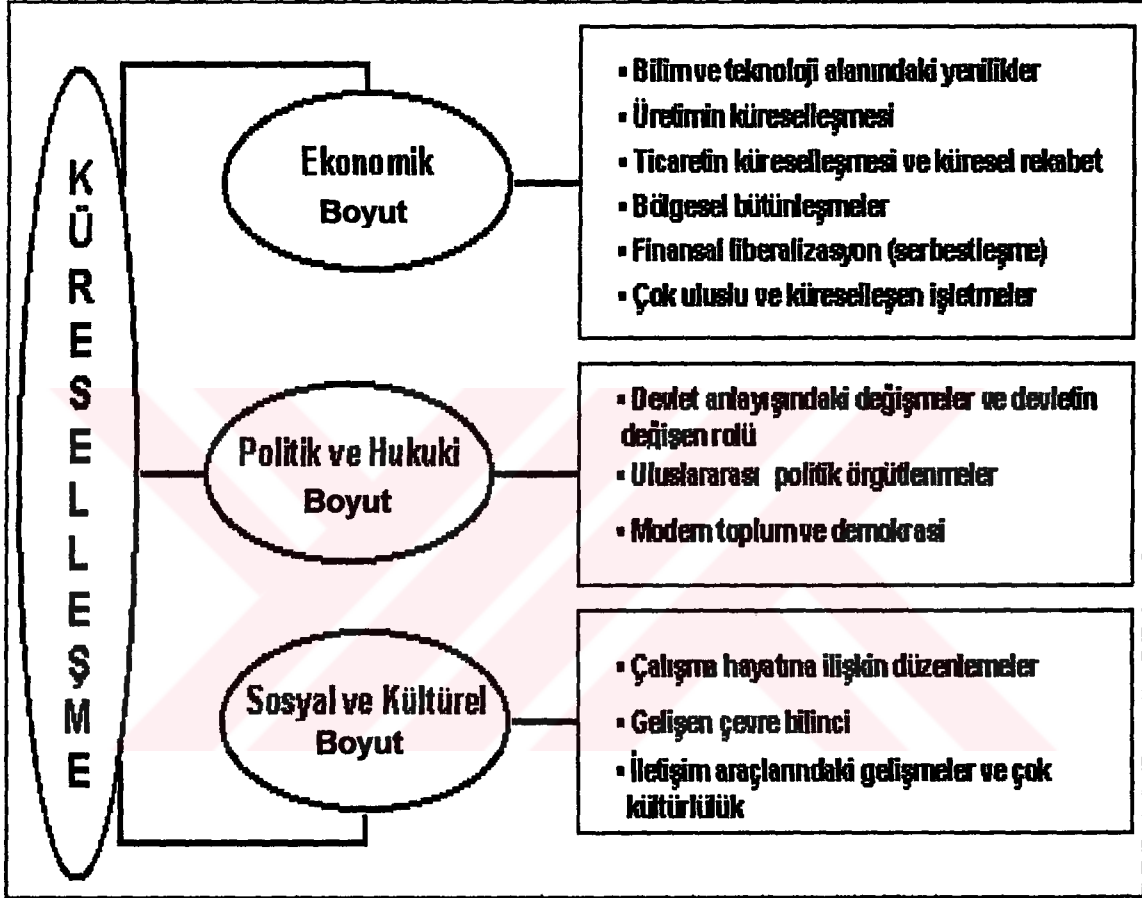 KÜRESELLEŞME
Ekonomik
Boyut
▪ Bilim ve teknoloji alanındaki yenilikler
▪ Üretimin küreselleşmesi
▪ Ticaretin küreselleşmesi ve küresel rekabet
▪ Bölgesel bütünleşmeler
▪ Finansal liberalizasyon (serbestleşme)
▪ Çok uluslu ve küreselleşen işletmeler
Politik ve Hukuki
Boyut
▪ Devlet anlayışındaki değişmeler ve devletin
değişen rolü
▪ Uluslararası politik örgütlenmeler
▪ Modern toplum ve demokrasi
Sosyal ve Kültürel
Boyut
▪ Çalışma hayatına ilişkin düzenlemeler
▪ Gelişen çevre bilinci
▪ İletişim araçlarındaki gelişmeler ve çok
kültürlülük